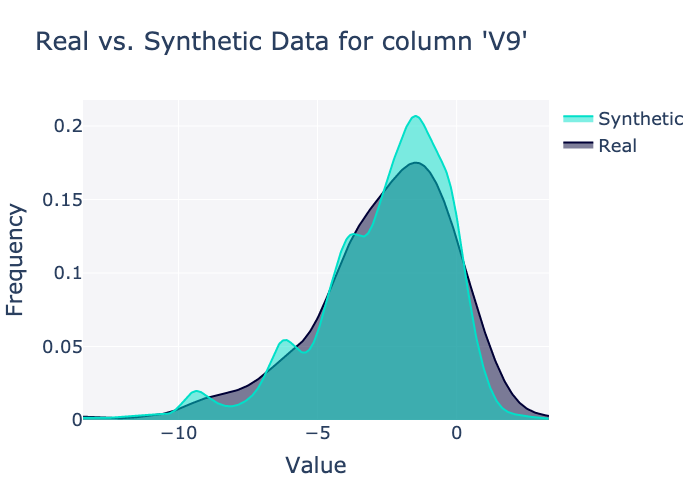 Real vs. Synthetic Data for column 'V9'
Synthetic
Real
0.2
0.15
0.1
0.05
0
−10
−5
0
Frequency
Value